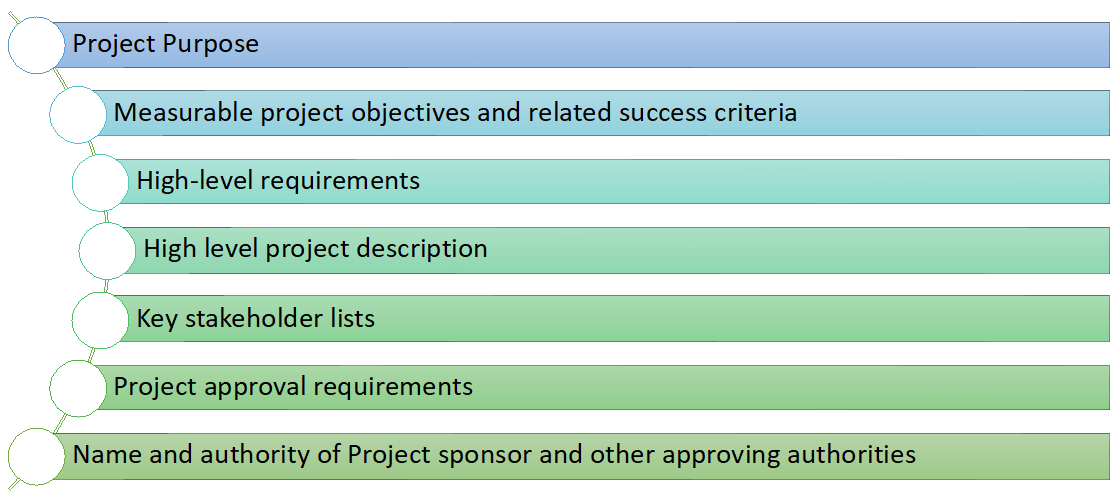 Project Purpose
Measurable project objectives and related success criteria
High-level requirements
High level project description
Key stakeholder lists
Project approval requirements
Name and authority of Project sponsor and other approving authorities